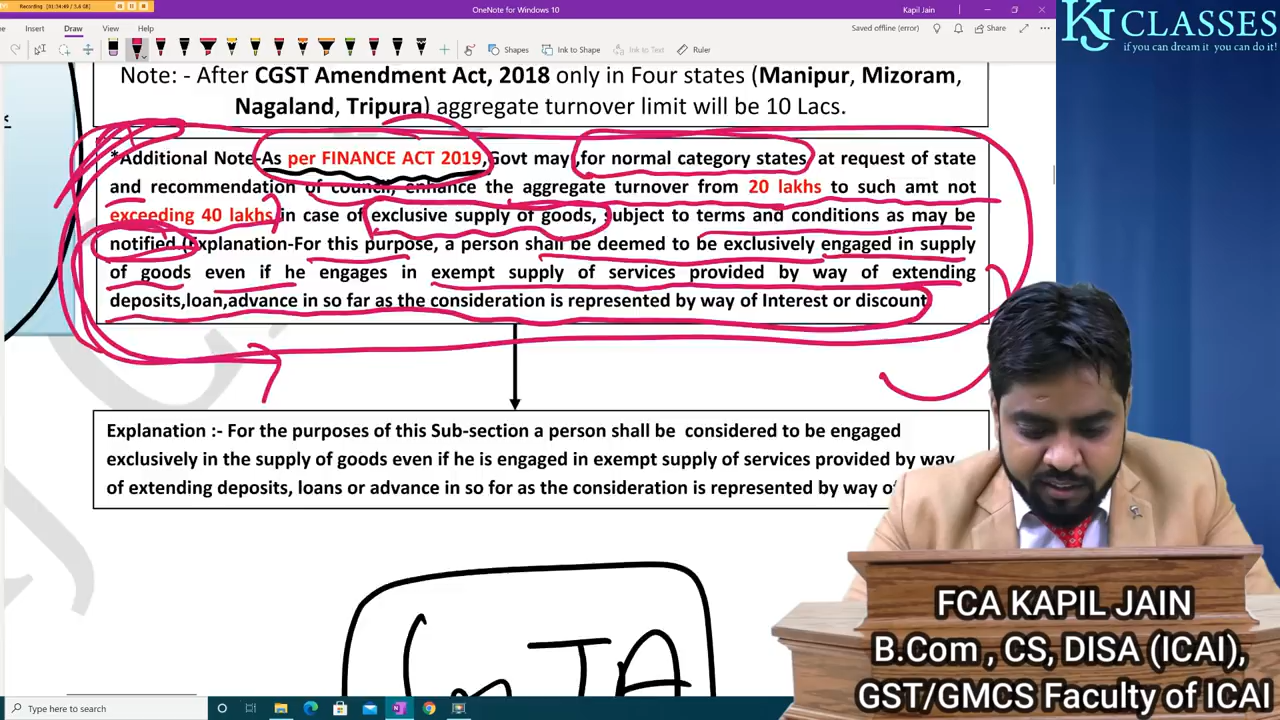 Recording
OneNote for Windows 10
Kapil Jain
Insert Draw View Help
Saved offline (error) Share
Shapes Ink to Shape Ink to Text Ruler
KJ CLASSES
if you can dream it you can do it!
Note: - After CGST Amendment Act, 2018 only in Four states (Manipur, Mizoram,
Nagaland, Tripura) aggregate turnover limit will be 10 Lacs.
*Additional Note-As per FINANCE ACT 2019,Govt may ,for normal category states at request of state
and recommendation of council, enhance the aggregate turnover from 20 lakhs to such amt not
exceeding 40 lakhs in case of exclusive supply of goods, subject to terms and conditions as may be
notified (Explanation-For this purpose, a person shall be deemed to be exclusively engaged in supply
of goods even if he engages in exempt supply of services provided by way of extending
deposits,loan,advance in so far as the consideration is represented by way of Interest or discount
Explanation :- For the purposes of this Sub-section a person shall be considered to be engaged
exclusively in the supply of goods even if he is engaged in exempt supply of services provided by way
of extending deposits, loans or advance in so for as the consideration is represented by way of
FCA KAPIL JAIN
B.Com , CS, DISA (ICAI),
GST/GMCS Faculty of ICAI
Type here to search